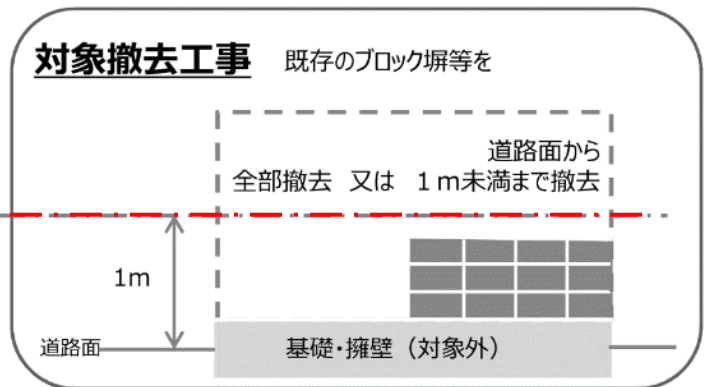 対象撤去工事 既存のブロック塀等を
道路面から
全部撤去 又は 1m未満まで撤去
1m
道路面
基礎・擁壁（対象外）